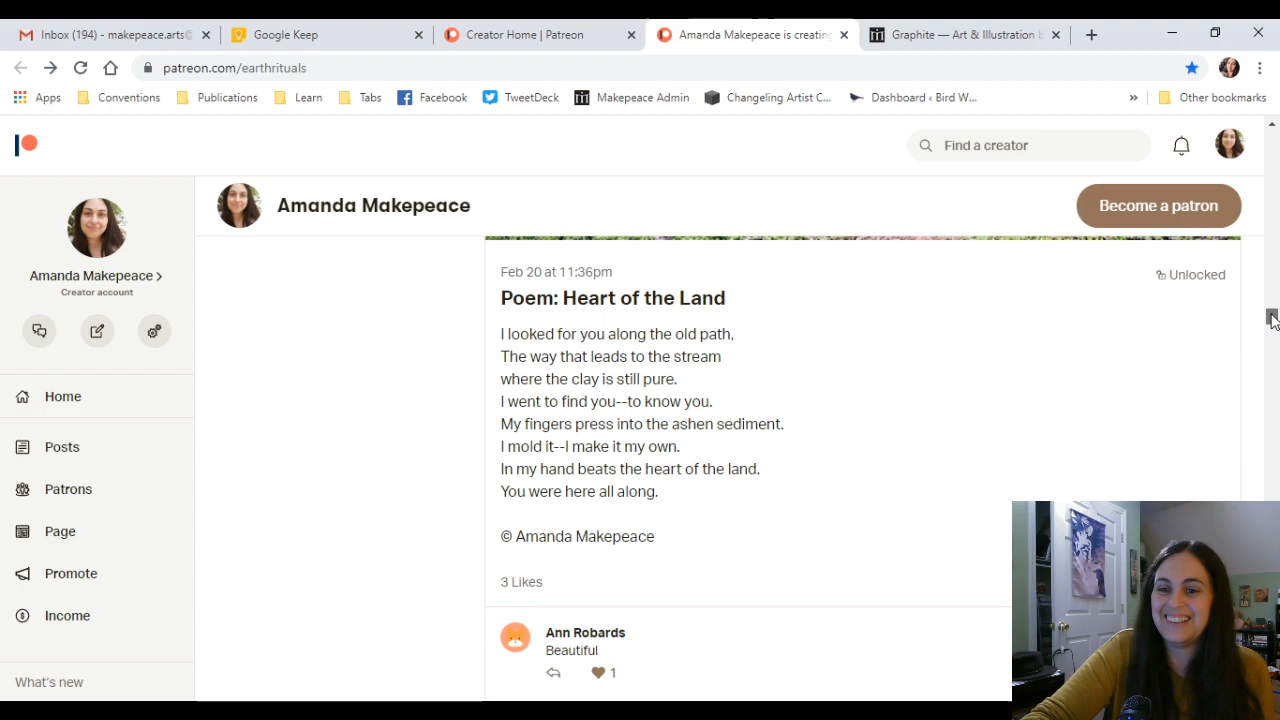 Inbox (194) - makepeace.arts@
Google Keep
Creator Home | Patreon
Amanda Makepeace is creating
Graphite — Art & Illustration b
patreon.com/earthrituals
Apps
Conventions
Publications
Learn
Tabs
Facebook
TweetDeck
Makepeace Admin
Changeling Artist C...
Dashboard ‹ Bird W...
»
Other bookmarks
Find a creator
Amanda Makepeace
Become a patron
Amanda Makepeace >
Creator account
Home
Posts
Patrons
Page
Promote
Income
What's new
Feb 20 at 11:36pm
Unlocked
Poem: Heart of the Land
I looked for you along the old path,
The way that leads to the stream
where the clay is still pure.
I went to find you--to know you.
My fingers press into the ashen sediment.
I mold it--I make it my own.
In my hand beats the heart of the land.
You were here all along.
© Amanda Makepeace
3 Likes
Ann Robards
Beautiful
1